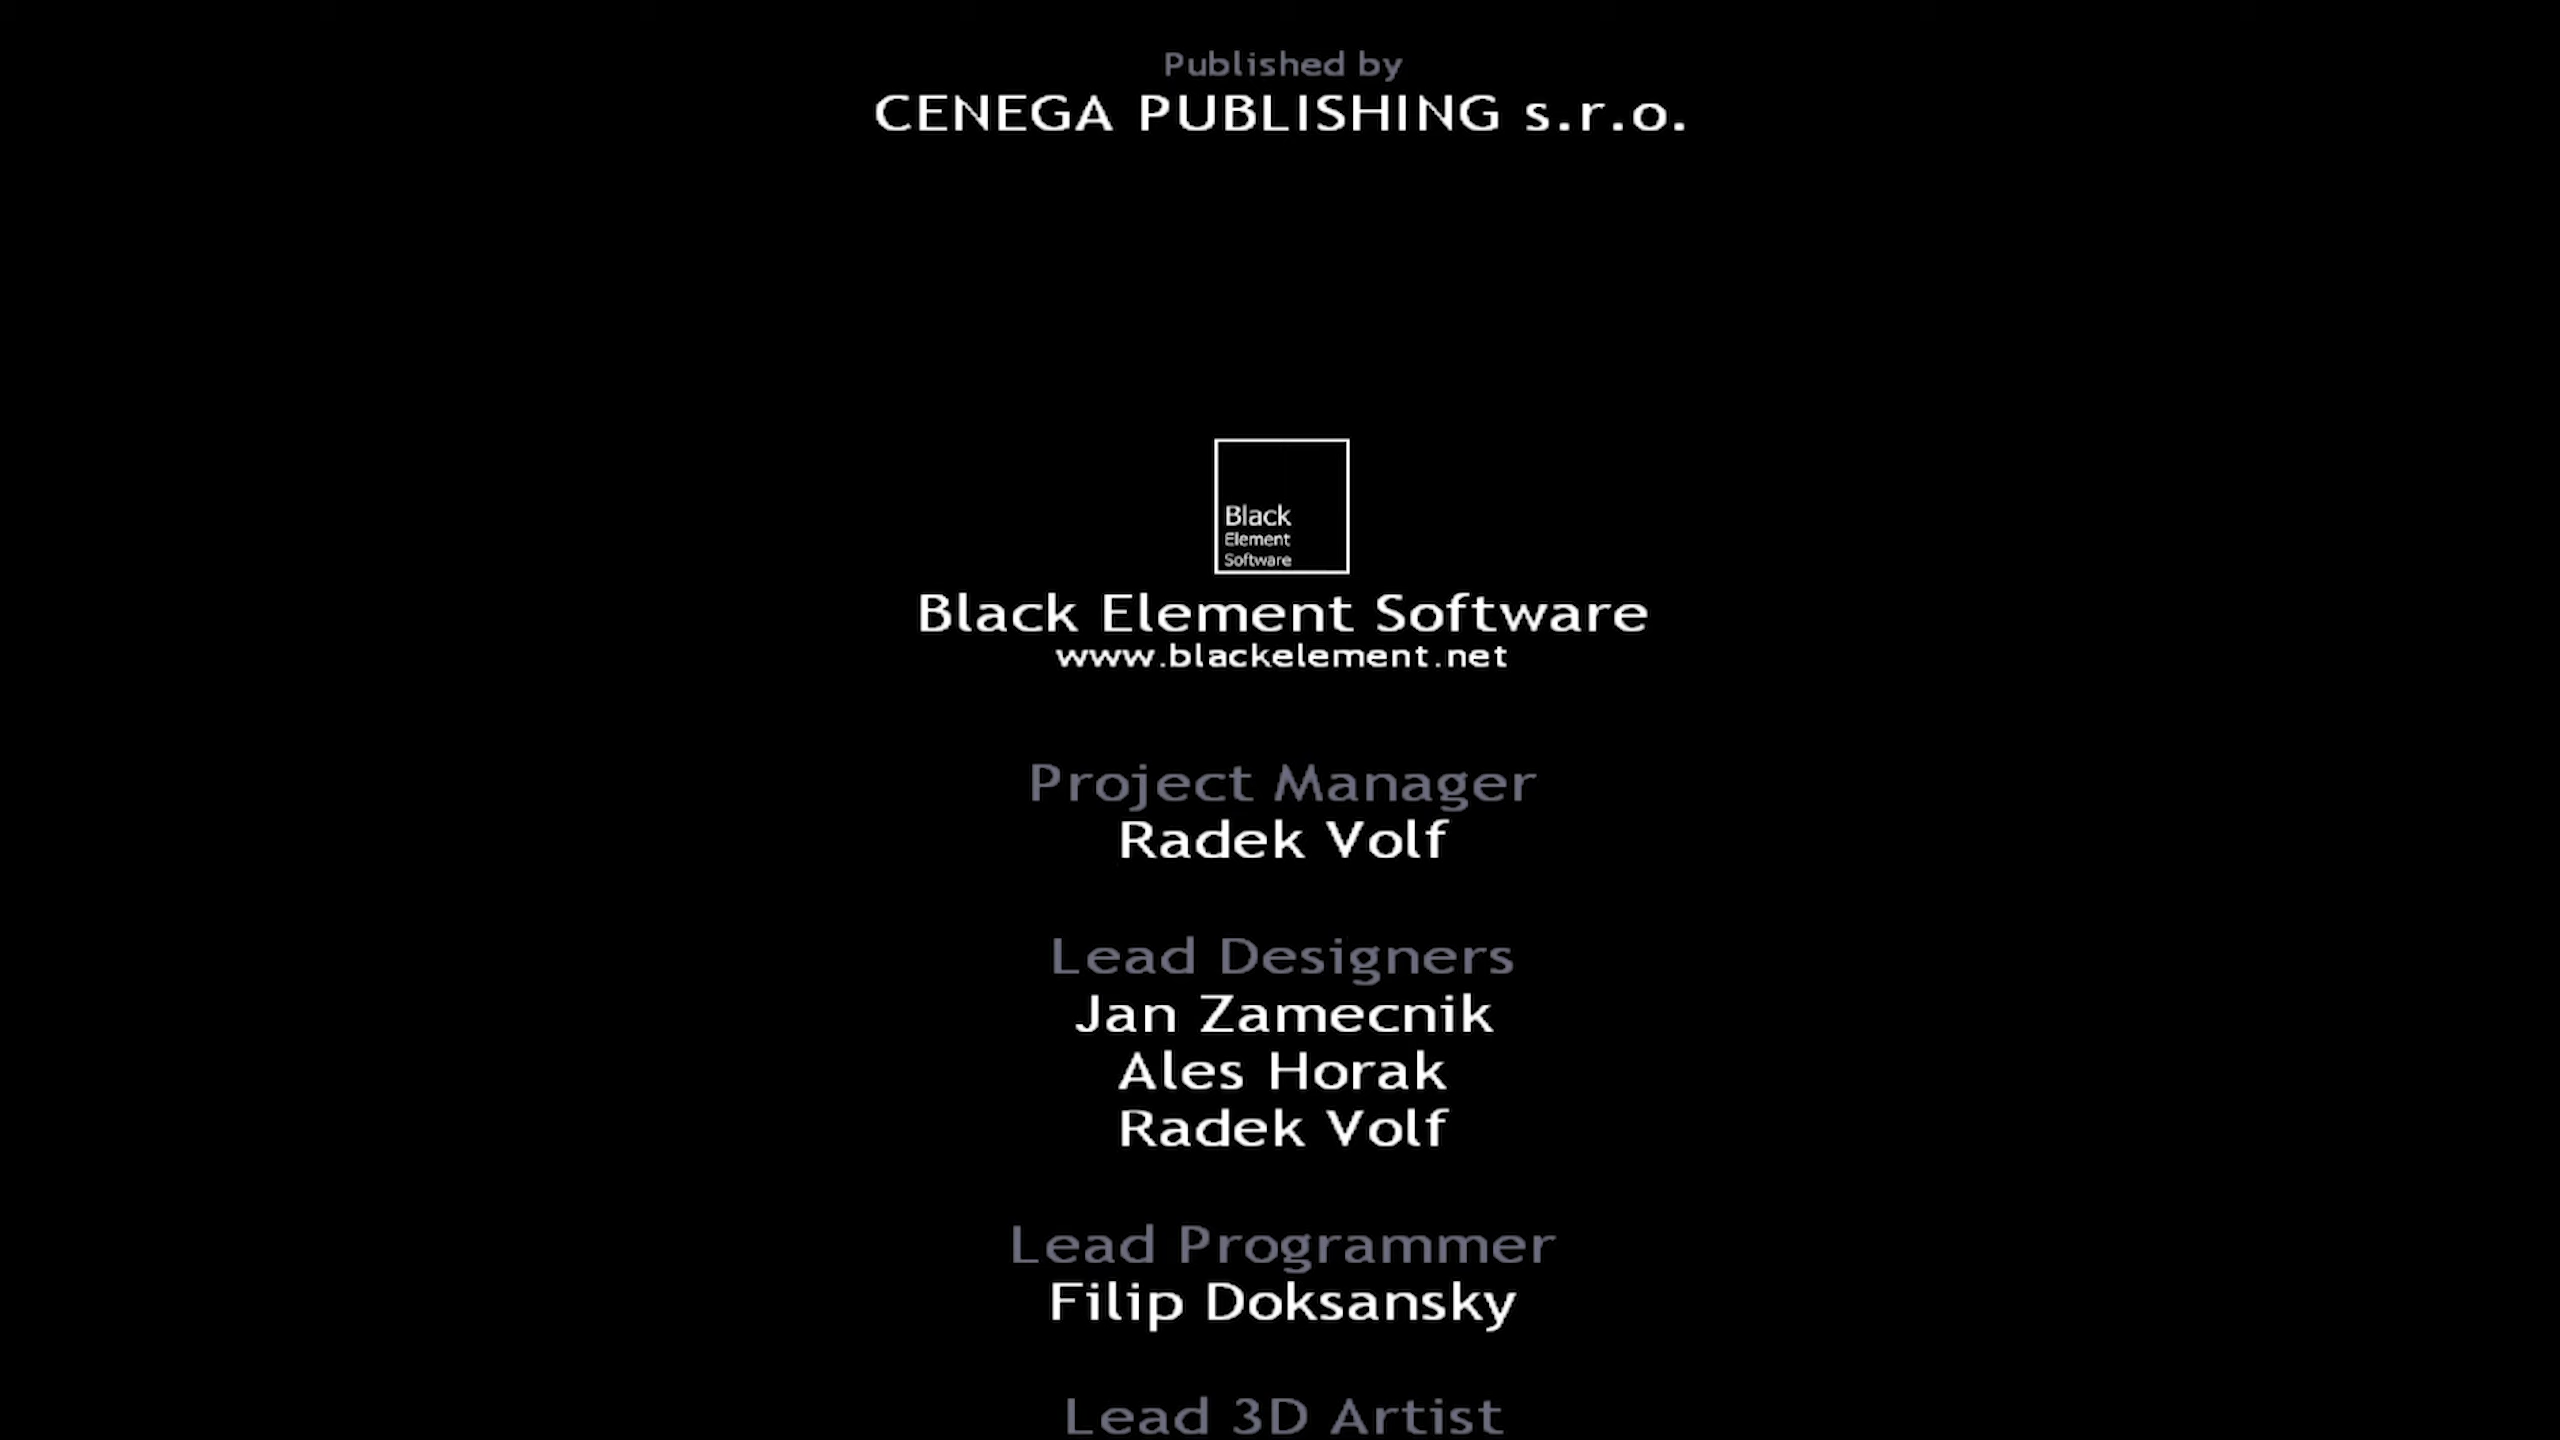 Published by
CENEGA PUBLISHING s.r.o.
Black
Element
Software
Black Element Software
www.blackelement.net
Project Manager
Radek Volf
Lead Designers
Jan Zamecnik
Ales Horak
Radek Volf
Lead Programmer
Filip Doksansky
Lead 3D Artist